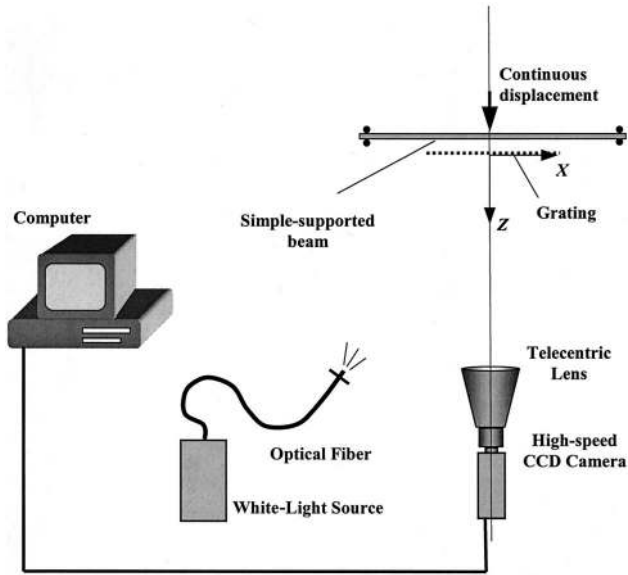 Continuous
displacement
X
Simple-supported
beam
Grating
Z
Computer
Telecentric
Lens
Optical Fiber
High-speed
CCD Camera
White-Light Source